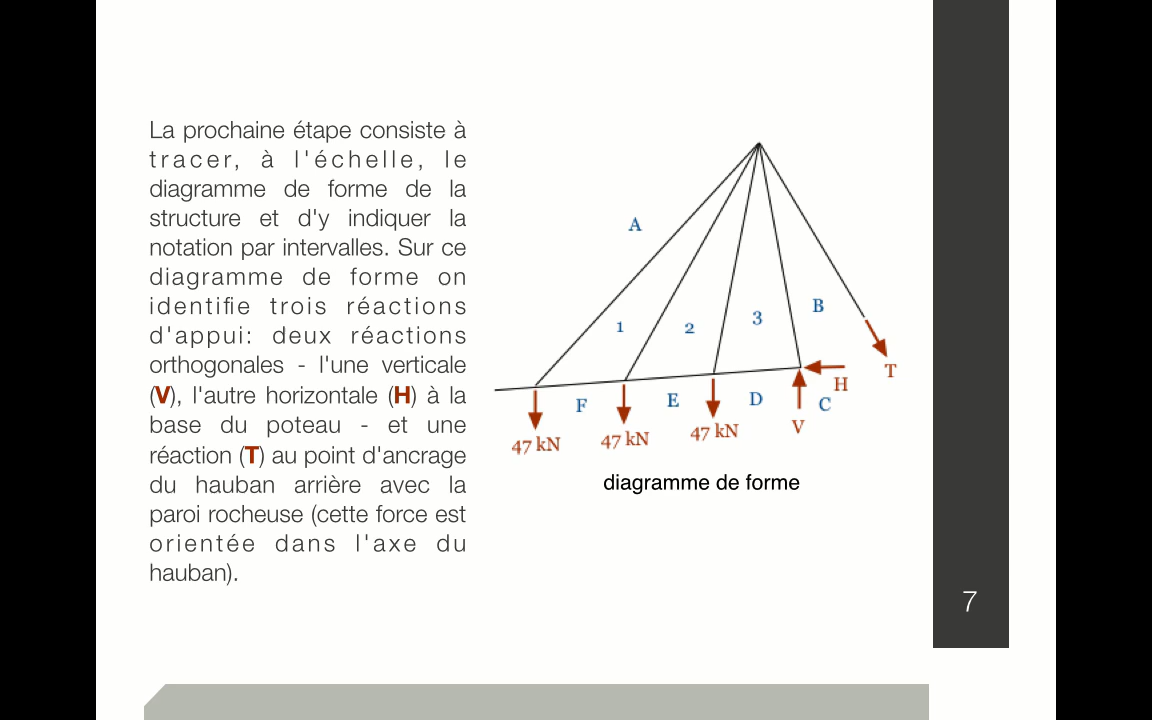 La prochaine étape consiste à
tracer, à l'échelle, le
diagramme de forme de la
structure et d'y indiquer la
notation par intervalles. Sur ce
diagramme de forme on
identifie trois réactions
d'appui: deux réactions
orthogonales - l'une verticale
(V), l'autre horizontale (H) à la
base du poteau - et une
réaction (T) au point d'ancrage
du hauban arrière avec la
paroi rocheuse (cette force est
orientée dans l'axe du
hauban).
A
B
1
2
3
T
H
F
E
D
C
V
47 kN
47 kN
47 kN
diagramme de forme
7